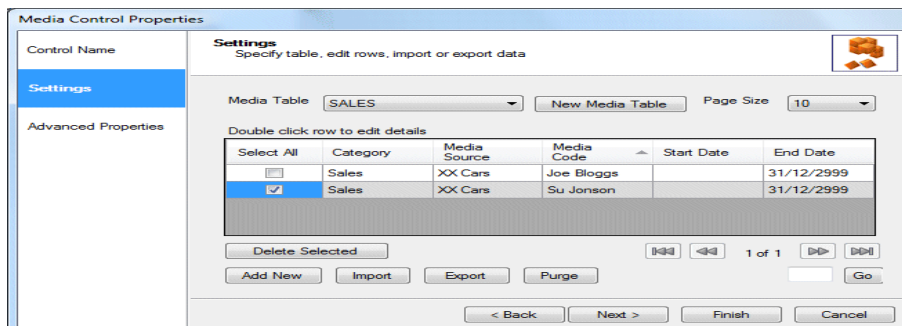 Media Control Properties
Control Name
Settings
Advanced Properties
Settings
Specify table, edit rows, import or export data
Media Table SALES New Media Table Page Size 10
Double click row to edit details
Select All Category Media Source Media Code Start Date End Date
Sales XX Cars Joe Bloggs 31/12/2999
Sales XX Cars Su Jonson 31/12/2999
Delete Selected 1 of 1
Add New Import Export Purge Go
< Back Next > Finish Cancel